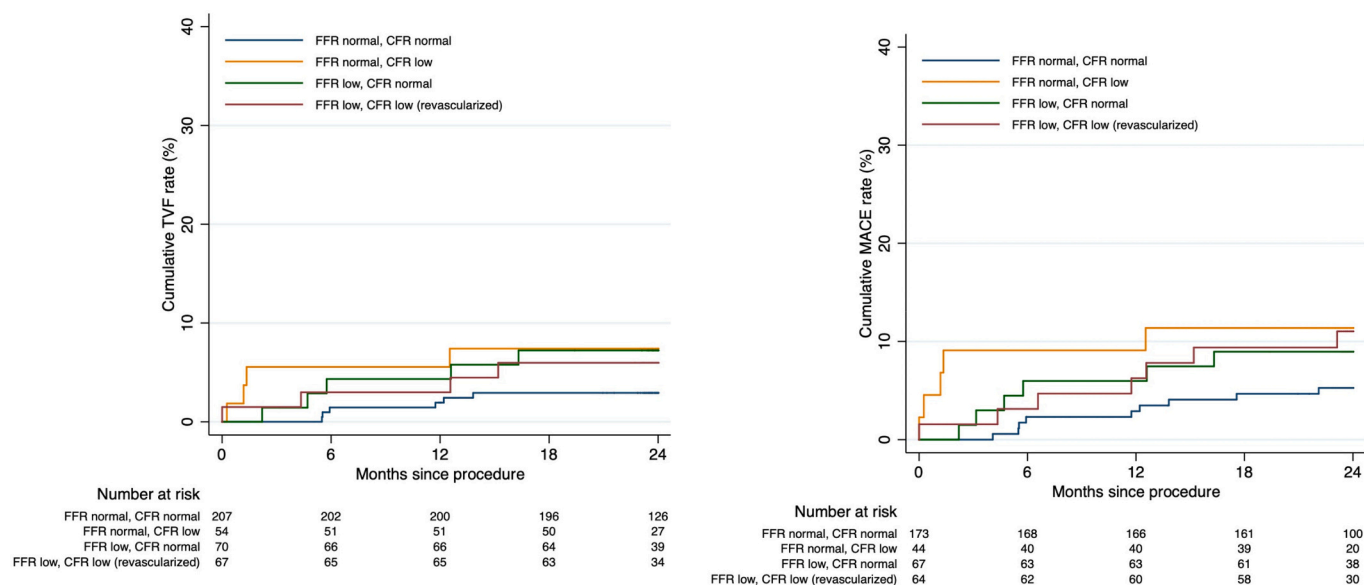 40
30
20
10
0
Cumulative TVF rate (%)
FFR normal, CFR normal
FFR normal, CFR low
FFR low, CFR normal
FFR low, CFR low (revascularized)
0 6 12 18 24
Months since procedure
Number at risk
FFR normal, CFR normal 207 202 200 196 126
FFR normal, CFR low 54 51 51 50 27
FFR low, CFR normal 70 66 66 64 39
FFR low, CFR low (revascularized) 67 65 65 63 34
40
30
20
10
0
Cumulative MACE rate (%)
FFR normal, CFR normal
FFR normal, CFR low
FFR low, CFR normal
FFR low, CFR low (revascularized)
0 6 12 18 24
Months since procedure
Number at risk
FFR normal, CFR normal 173 168 166 161 100
FFR normal, CFR low 44 40 40 39 20
FFR low, CFR normal 67 63 63 61 38
FFR low, CFR low (revascularized) 64 62 60 58 30